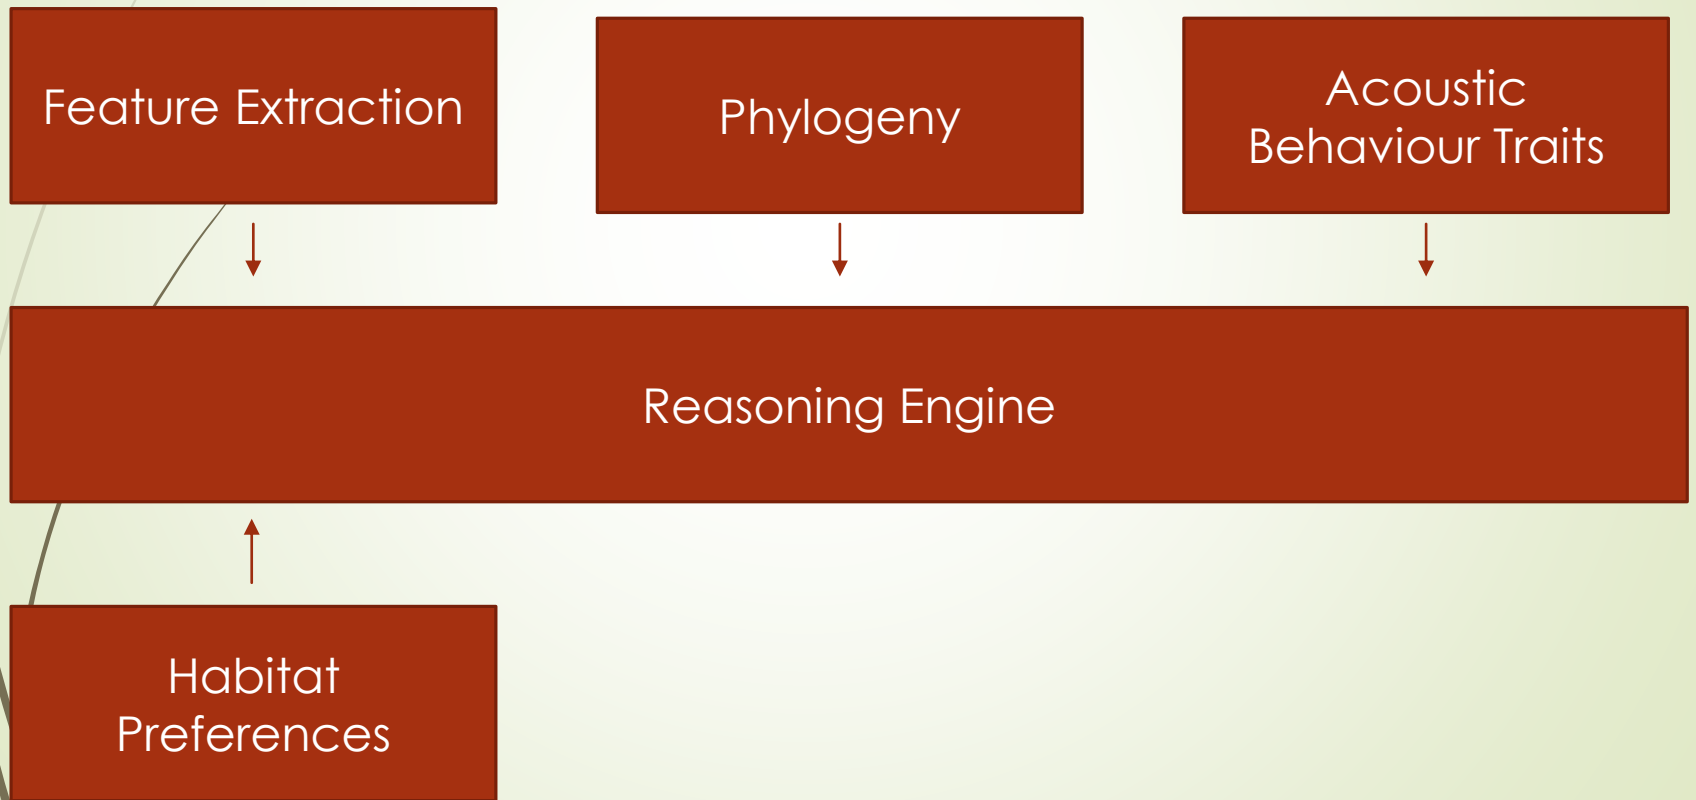 Feature Extraction
Phylogeny
Acoustic
Behaviour Traits
Reasoning Engine
Habitat
Preferences